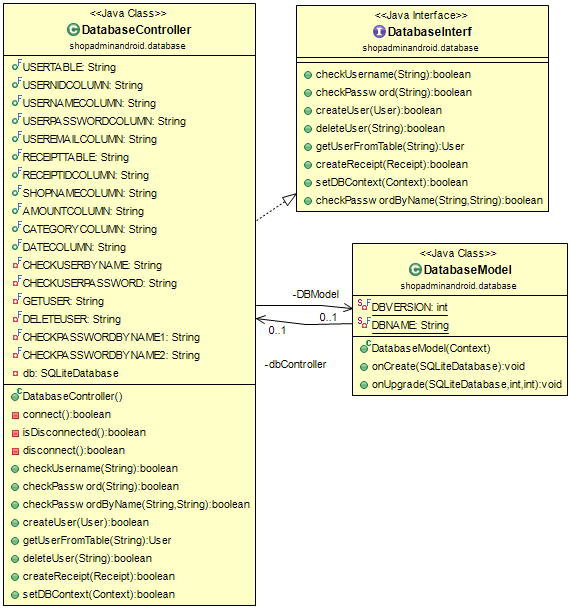 <<Java Class>>
DatabaseController
shopadminandroid.database
USERTABLE: String
USERNIDCOLUMN: String
USERNAMECOLUMN: String
USERPASSWORDCOLUMN: String
USEREMAILCOLUMN: String
RECEIPTTABLE: String
RECEIPTIDCOLUMN: String
SHOPNAMECOLUMN: String
AMOUNTCOLUMN: String
CATEGORYCOLUMN: String
DATECOLUMN: String
CHECKUSERBYNAME: String
CHECKUSERPASSWORD: String
GETUSER: String
DELETEUSER: String
CHECKPASSWORDBYNAME1: String
CHECKPASSWORDBYNAME2: String
db: SQLiteDatabase
DatabaseController()
connect():boolean
isDisconnected():boolean
disconnect():boolean
checkUsername(String):boolean
checkPassword(String):boolean
checkPasswordByName(String,String):boolean
createUser(User):boolean
getUserFromTable(String):User
deleteUser(String):boolean
createReceipt(Receipt):boolean
setDBContext(Context):boolean
<<Java Interface>>
DatabaseInterf
shopadminandroid.database
checkUsername(String):boolean
checkPassword(String):boolean
createUser(User):boolean
deleteUser(String):boolean
getUserFromTable(String):User
createReceipt(Receipt):boolean
setDBContext(Context):boolean
checkPasswordByName(String,String):boolean
-DBModel
0..1
0..1
-dbController
<<Java Class>>
DatabaseModel
shopadminandroid.database
DBVERSION: int
DBNAME: String
DatabaseModel(Context)
onCreate(SQLiteDatabase):void
onUpgrade(SQLiteDatabase,int,int):void